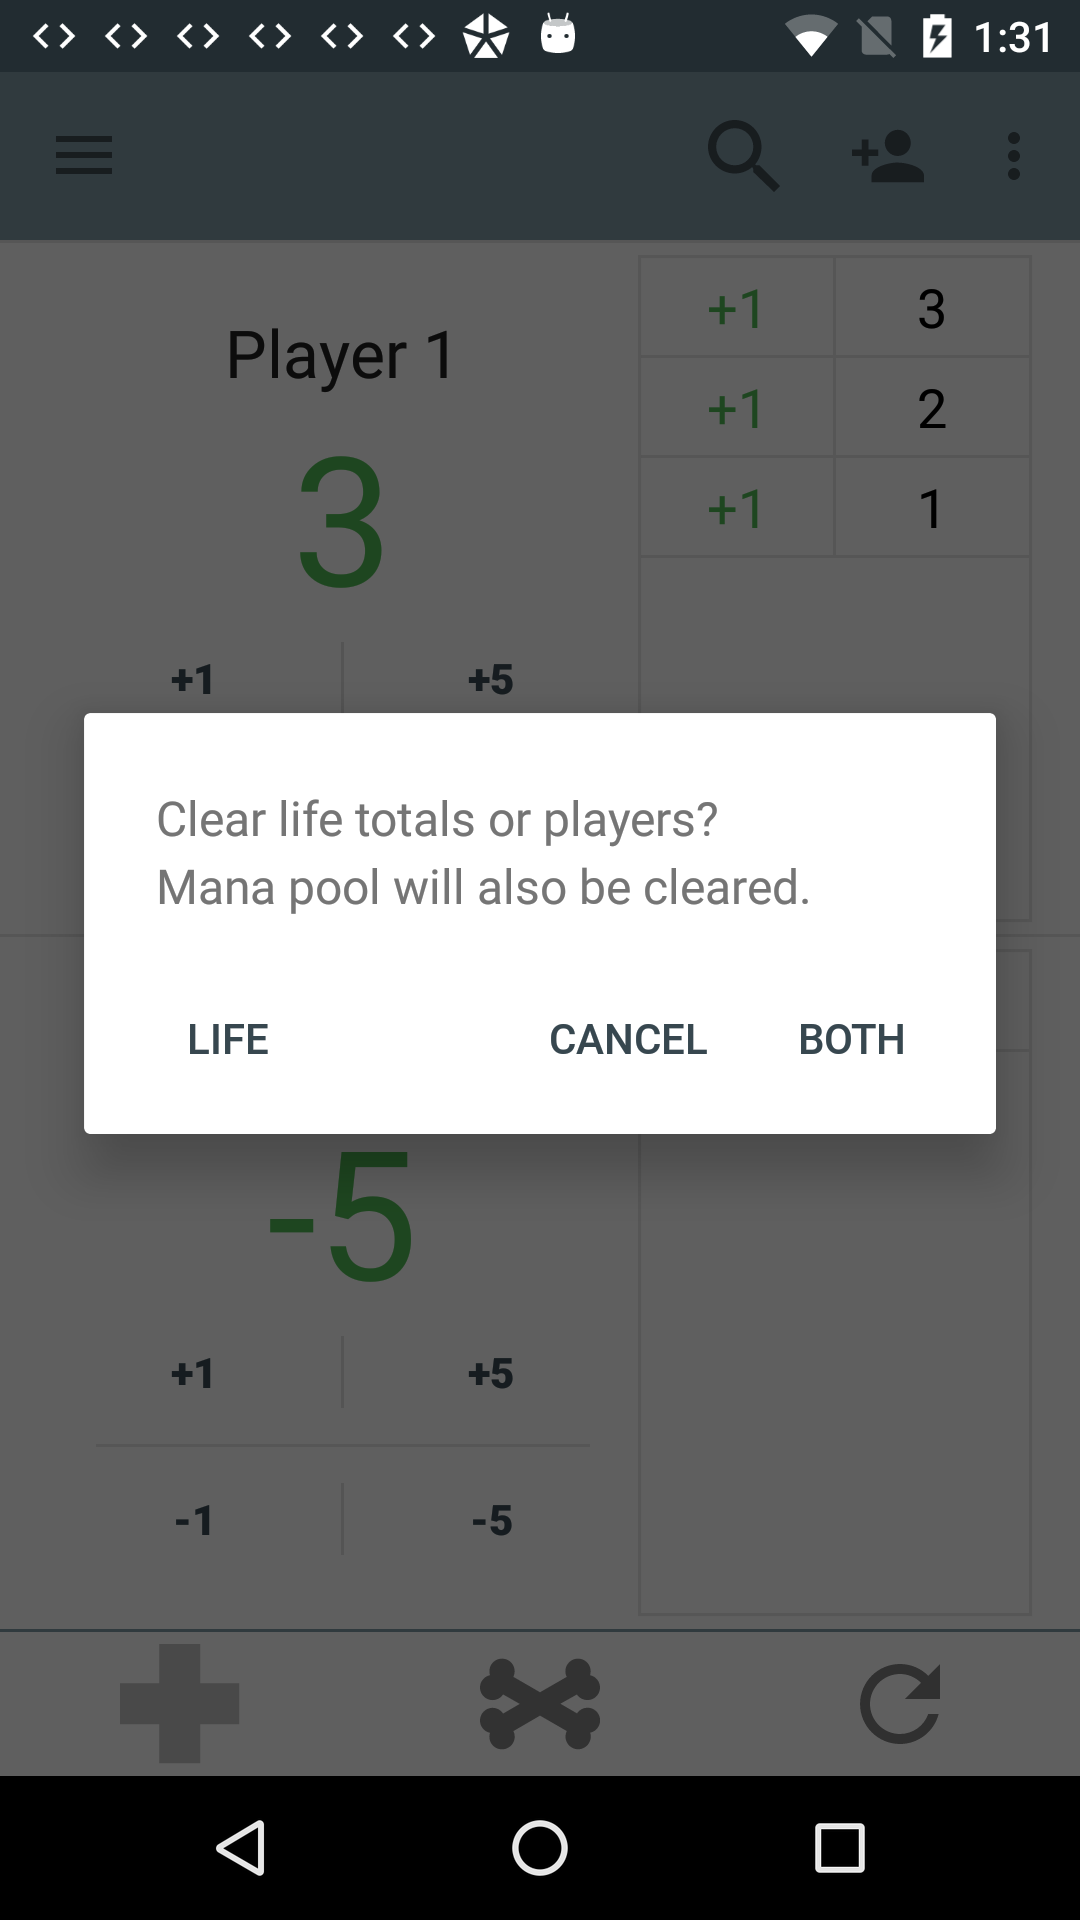 1:31
Player 1
3
+1 3
+1 2
+1 1
+1 +5
Clear life totals or players?
Mana pool will also be cleared.
LIFE CANCEL BOTH
-5
+1 +5
-1 -5